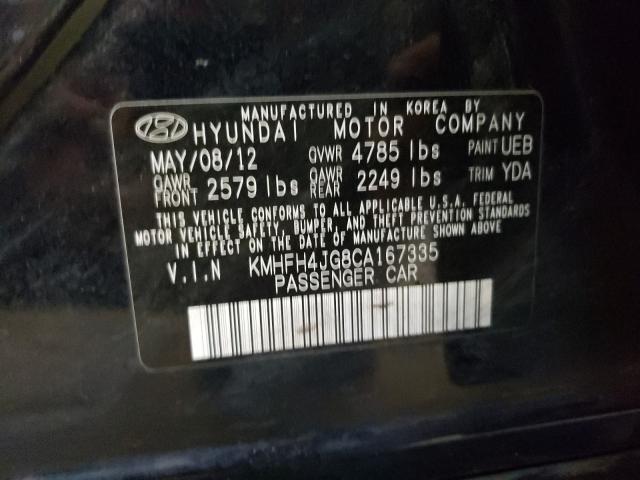 MANUFACTURED IN KOREA BY
HYUNDAI MOTOR COMPANY
MAY/08/12 GVWR 4785 lbs PAINT UEB
GAWR FRONT 2579 lbs GAWR REAR 2249 lbs TRIM YDA
THIS VEHICLE CONFORMS TO ALL APPLICABLE U.S.A. FEDERAL
MOTOR VEHICLE SAFETY, BUMPER, AND THEFT PREVENTION STANDARDS
IN EFFECT ON THE DATE OF MANUFACTURE SHOWN ABOVE
V.I.N KMHFH4JG8CA167335
PASSENGER CAR